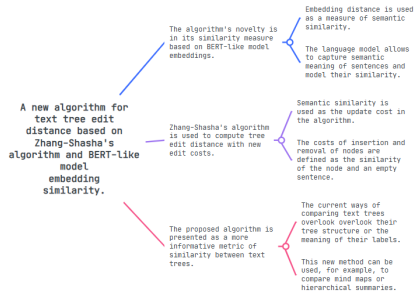 A new algorithm for
text tree edit
distance based on
Zhang-Shasha's
algorithm and BERT-like
model
embedding
similarity.
The algorithm's novelty is
in its similarity measure
based on BERT-like model
embeddings.
Embedding distance is used
as a measure of semantic
similarity.
The language model allows
to capture semantic
meaning of sentences and
model their similarity.
Zhang-Shasha's algorithm
is used to compute tree
edit distance with new
edit costs.
Semantic similarity is
used as the update cost in
the algorithm.
The costs of insertion and
removal of nodes are
defined as the similarity
of the node and an empty
sentence.
The proposed algorithm is
presented as a more
informative metric of
similarity between text
trees.
The current ways of
comparing text trees
overlook overlook their
tree structure or the
meaning of their labels.
This new method can be
used, for example, to
compare mind maps or
hierarchical summaries.